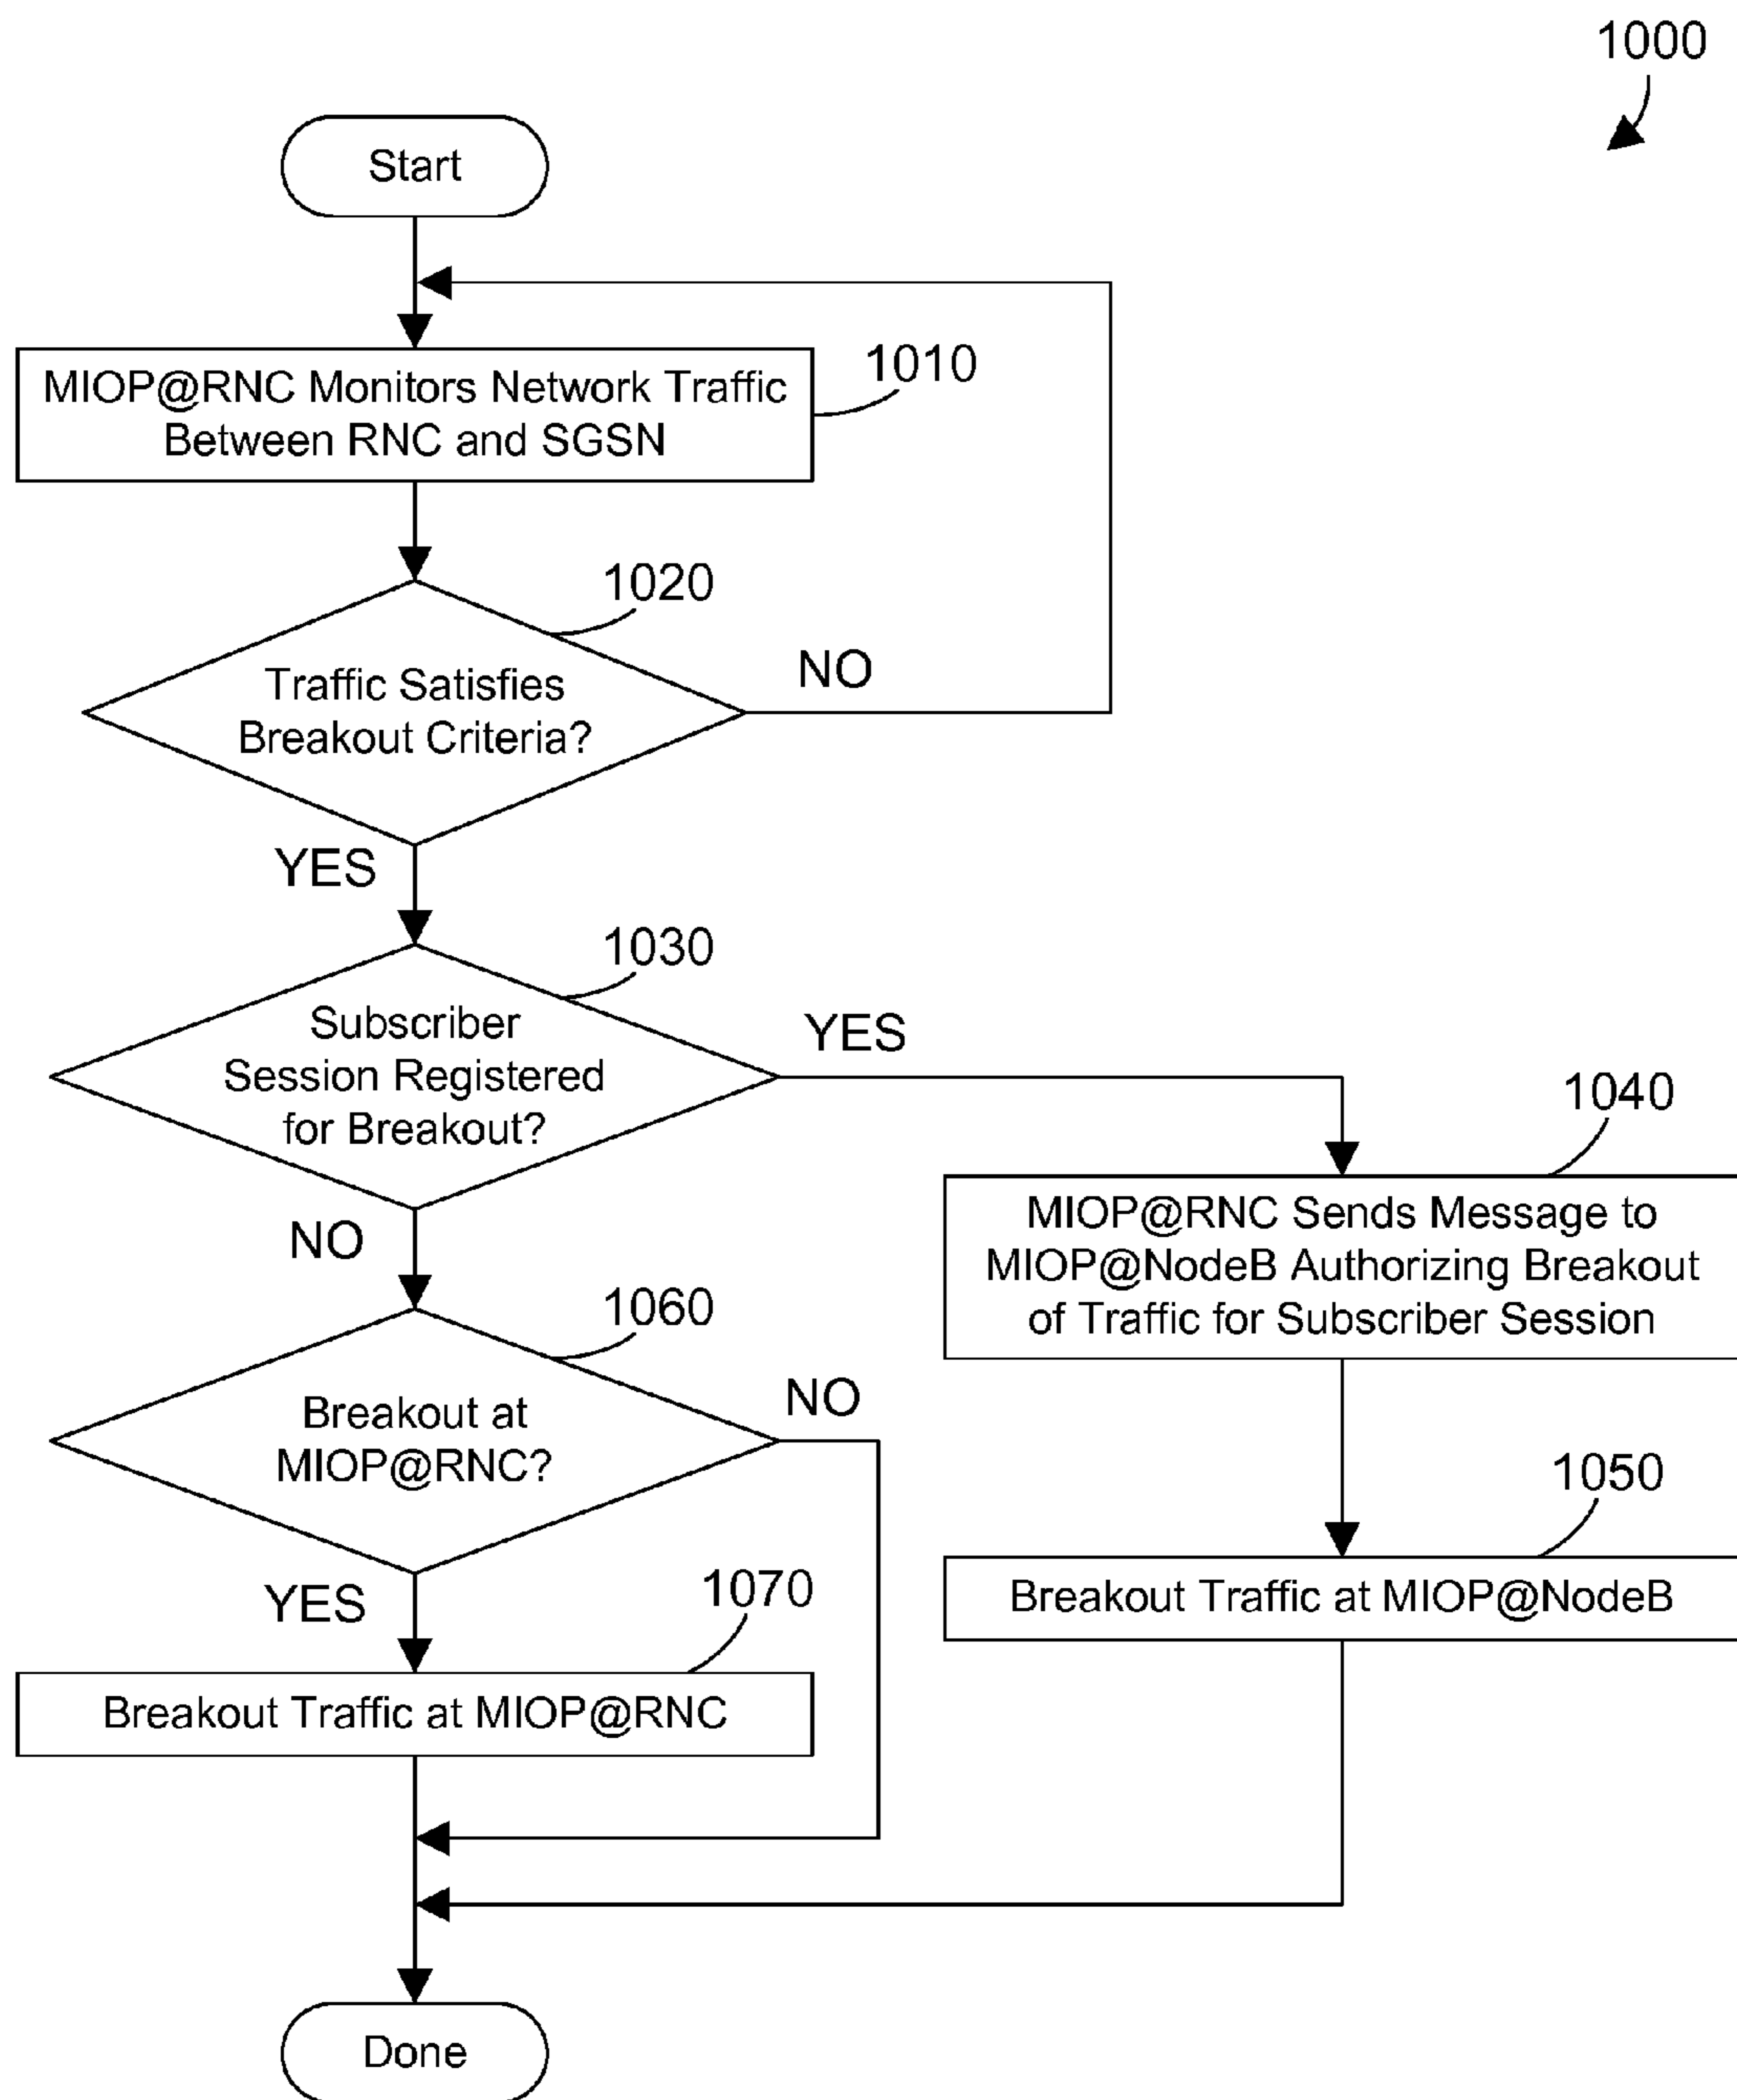 1000
Start
MIOP@RNC Monitors Network Traffic
Between RNC and SGSN
1010
1020
Traffic Satisfies
Breakout Criteria?
NO
YES
1030
Subscriber
Session Registered
for Breakout?
YES
NO
1040
MIOP@RNC Sends Message to
MIOP@NodeB Authorizing Breakout
of Traffic for Subscriber Session
1060
Breakout at
MIOP@RNC?
NO
YES
1050
Breakout Traffic at MIOP@NodeB
1070
Breakout Traffic at MIOP@RNC
Done